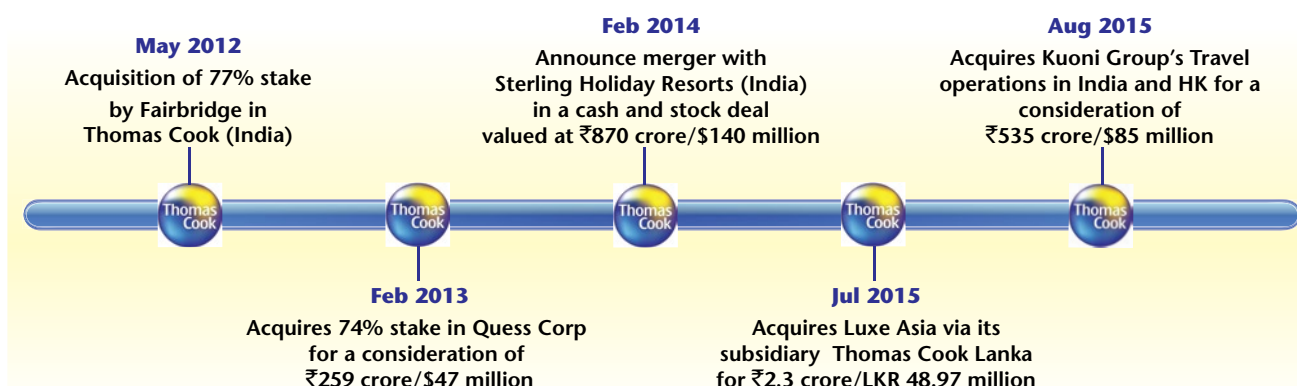 May 2012
Acquisition of 77% stake
by Fairbridge in
Thomas Cook (India)
Feb 2014
Announce merger with
Sterling Holiday Resorts (India)
in a cash and stock deal
valued at ₹870 crore/$140 million
Aug 2015
Acquires Kuoni Group's Travel
operations in India and HK for a
consideration of
₹535 crore/$85 million
Thomas
Cook
Thomas
Cook
Thomas
Cook
Thomas
Cook
Thomas
Cook
Feb 2013
Acquires 74% stake in Quess Corp
for a consideration of
₹259 crore/$47 million
Jul 2015
Acquires Luxe Asia via its
subsidiary Thomas Cook Lanka
for ₹2.3 crore/LKR 48.97 million